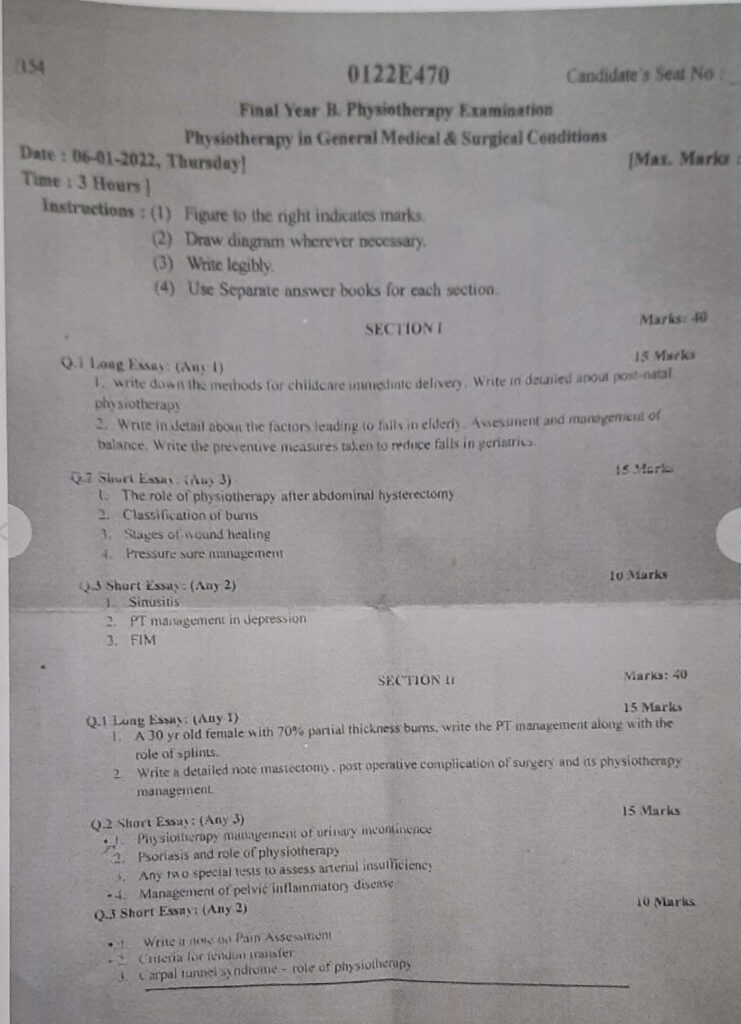 154
0122E470
Candidate's Seat No :
Final Year B. Physiotherapy Examination
Physiotherapy in General Medical & Surgical Conditions
Date : 06-01-2022, Thursday]
[Max. Marks :
Time : 3 Hours ]
Instructions : (1) Figure to the right indicates marks.
(2) Draw diagram wherever necessary.
(3) Write legibly.
(4) Use Separate answer books for each section.
SECTION I
Marks: 40
Q.1 Long Essay: (Any 1)
15 Marks
1. write down the methods for childcare immediate delivery. Write in detailed about post-natal
physiotherapy
2. Write in detail about the factors leading to falls in elderly. Assessment and management of
balance. Write the preventive measures taken to reduce falls in geriatrics.
Q.2 Short Essay: (Any 3)
15 Marks
1. The role of physiotherapy after abdominal hysterectomy
2. Classification of burns
3. Stages of wound healing
4. Pressure sore management
Q.3 Short Essay: (Any 2)
10 Marks
1. Sinusitis
2. PT management in depression
3. FIM
SECTION II
Marks: 40
15 Marks
Q.1 Long Essay: (Any 1)
1. A 30 yr old female with 70% partial thickness burns, write the PT management along with the
role of splints.
2. Write a detailed note mastectomy, post operative complication of surgery and its physiotherapy
management.
Q.2 Short Essay: (Any 3)
15 Marks
1. Physiotherapy management of urinary incontinence
2. Psoriasis and role of physiotherapy
3. Any two special tests to assess arterial insufficiency
4. Management of pelvic inflammatory disease
Q.3 Short Essay: (Any 2)
10 Marks
1. Write a note on Pain Assessment
2. Criteria for tendon transfer
3. Carpal tunnel syndrome - role of physiotherapy